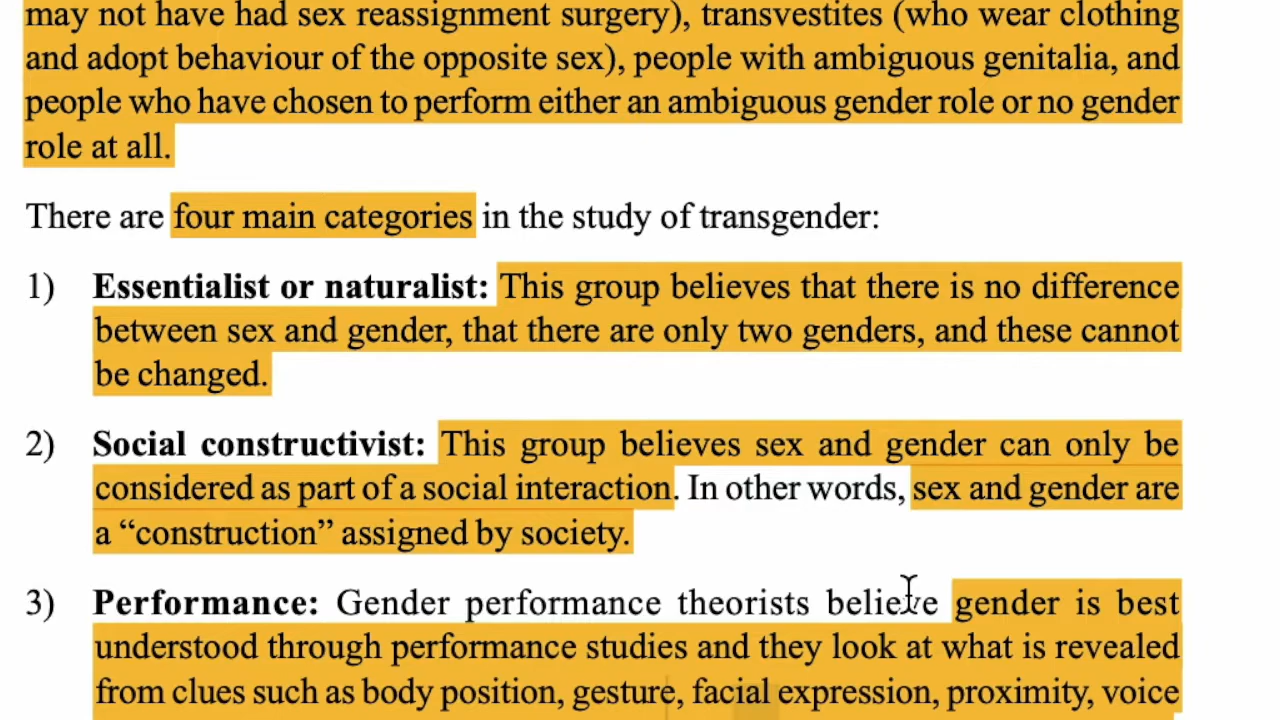 may not have had sex reassignment surgery), transvestites (who wear clothing
and adopt behaviour of the opposite sex), people with ambiguous genitalia, and
people who have chosen to perform either an ambiguous gender role or no gender
role at all.
There are four main categories in the study of transgender:
1) Essentialist or naturalist: This group believes that there is no difference
between sex and gender, that there are only two genders, and these cannot
be changed.
2) Social constructivist: This group believes sex and gender can only be
considered as part of a social interaction. In other words, sex and gender are
a “construction” assigned by society.
3) Performance: Gender performance theorists believe gender is best
understood through performance studies and they look at what is revealed
from clues such as body position, gesture, facial expression, proximity, voice